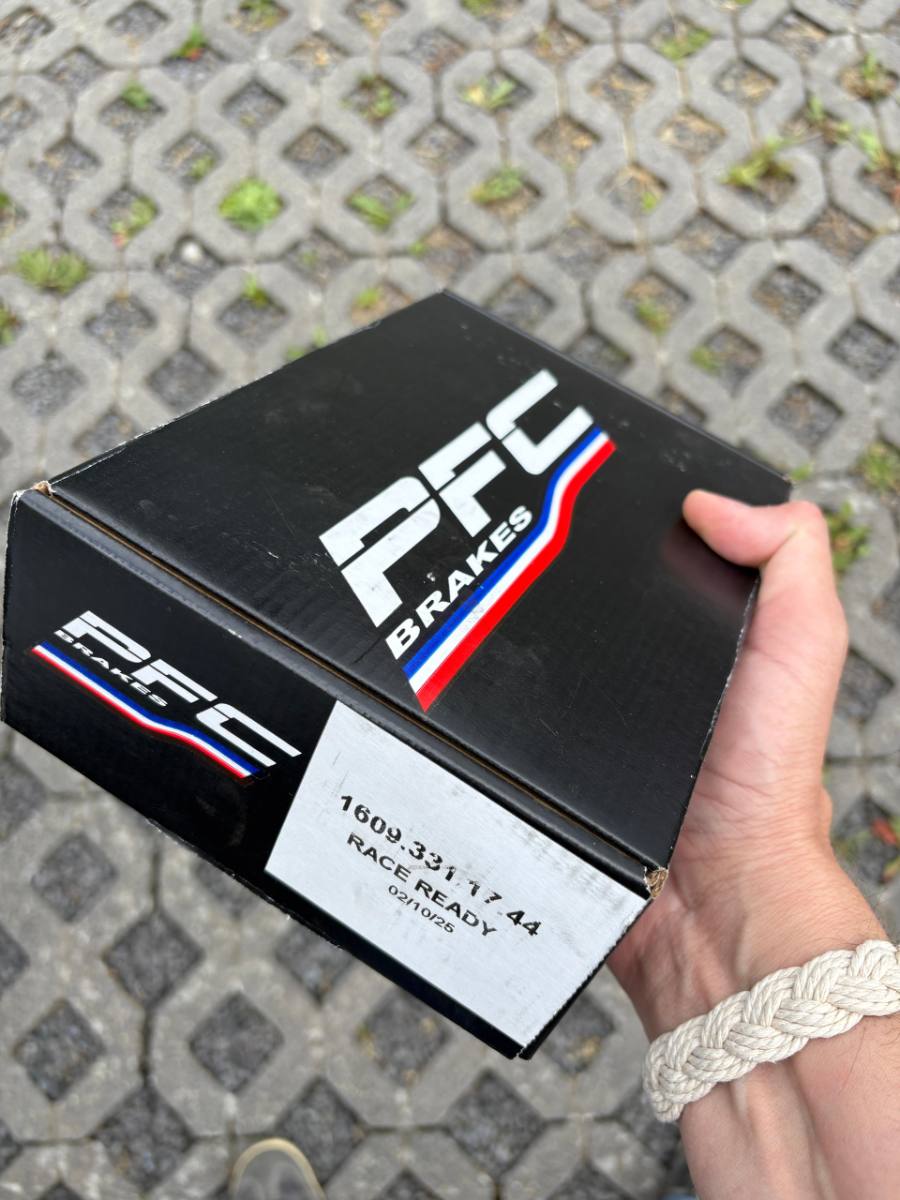 PFC
BRAKES
PFC
BRAKES
1609.331.17.44
RACE READY
02/10/25